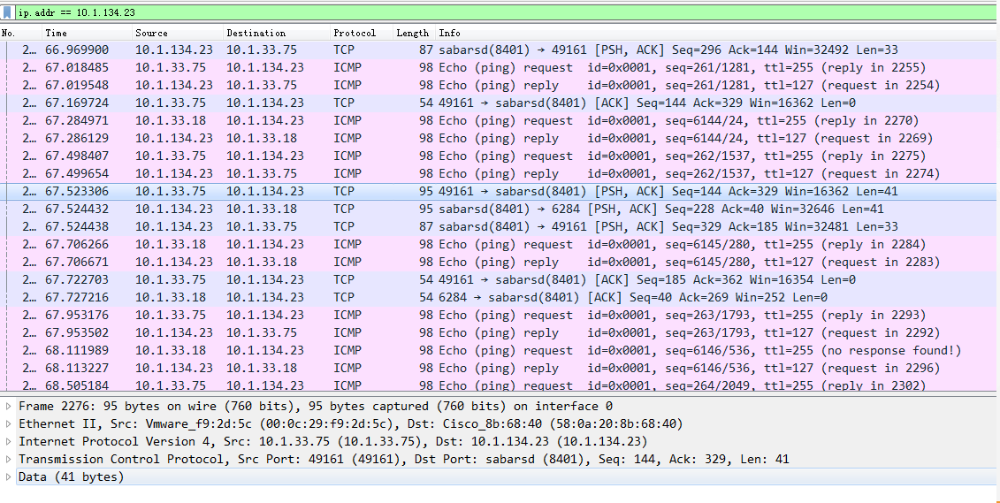 ip.addr == 10.1.134.23
No. Time Source Destination Protocol Length Info
2… 66.969900 10.1.134.23 10.1.33.75 TCP 87 sabarsd(8401) → 49161 [PSH, ACK] Seq=296 Ack=144 Win=32492 Len=33
2… 67.018485 10.1.33.75 10.1.134.23 ICMP 98 Echo (ping) request id=0x0001, seq=261/1281, ttl=255 (reply in 2255)
2… 67.019548 10.1.134.23 10.1.33.75 ICMP 98 Echo (ping) reply id=0x0001, seq=261/1281, ttl=127 (request in 2254)
2… 67.169724 10.1.33.75 10.1.134.23 TCP 54 49161 → sabarsd(8401) [ACK] Seq=144 Ack=329 Win=16362 Len=0
2… 67.284971 10.1.33.18 10.1.134.23 ICMP 98 Echo (ping) request id=0x0001, seq=6144/24, ttl=255 (reply in 2270)
2… 67.286129 10.1.134.23 10.1.33.18 ICMP 98 Echo (ping) reply id=0x0001, seq=6144/24, ttl=127 (request in 2269)
2… 67.498407 10.1.33.75 10.1.134.23 ICMP 98 Echo (ping) request id=0x0001, seq=262/1537, ttl=255 (reply in 2275)
2… 67.499654 10.1.134.23 10.1.33.75 ICMP 98 Echo (ping) reply id=0x0001, seq=262/1537, ttl=127 (request in 2274)
2… 67.523306 10.1.33.75 10.1.134.23 TCP 95 49161 → sabarsd(8401) [PSH, ACK] Seq=144 Ack=329 Win=16362 Len=41
2… 67.524432 10.1.134.23 10.1.33.18 TCP 95 sabarsd(8401) → 6284 [PSH, ACK] Seq=228 Ack=40 Win=32646 Len=41
2… 67.524438 10.1.134.23 10.1.33.75 TCP 87 sabarsd(8401) → 49161 [PSH, ACK] Seq=329 Ack=185 Win=32481 Len=33
2… 67.706266 10.1.33.18 10.1.134.23 ICMP 98 Echo (ping) request id=0x0001, seq=6145/280, ttl=255 (reply in 2284)
2… 67.706671 10.1.134.23 10.1.33.18 ICMP 98 Echo (ping) reply id=0x0001, seq=6145/280, ttl=127 (request in 2283)
2… 67.722703 10.1.33.75 10.1.134.23 TCP 54 49161 → sabarsd(8401) [ACK] Seq=185 Ack=362 Win=16354 Len=0
2… 67.727216 10.1.33.18 10.1.134.23 TCP 54 6284 → sabarsd(8401) [ACK] Seq=40 Ack=269 Win=252 Len=0
2… 67.953176 10.1.33.75 10.1.134.23 ICMP 98 Echo (ping) request id=0x0001, seq=263/1793, ttl=255 (reply in 2293)
2… 67.953502 10.1.134.23 10.1.33.75 ICMP 98 Echo (ping) reply id=0x0001, seq=263/1793, ttl=127 (request in 2292)
2… 68.111989 10.1.33.18 10.1.134.23 ICMP 98 Echo (ping) request id=0x0001, seq=6146/536, ttl=255 (no response found!)
2… 68.113227 10.1.134.23 10.1.33.18 ICMP 98 Echo (ping) reply id=0x0001, seq=6146/536, ttl=127 (request in 2296)
2… 68.505184 10.1.33.75 10.1.134.23 ICMP 98 Echo (ping) request id=0x0001, seq=264/2049, ttl=255 (reply in 2302)
Frame 2276: 95 bytes on wire (760 bits), 95 bytes captured (760 bits) on interface 0
Ethernet II, Src: Vmware_f9:2d:5c (00:0c:29:f9:2d:5c), Dst: Cisco_8b:68:40 (58:0a:20:8b:68:40)
Internet Protocol Version 4, Src: 10.1.33.75 (10.1.33.75), Dst: 10.1.134.23 (10.1.134.23)
Transmission Control Protocol, Src Port: 49161 (49161), Dst Port: sabarsd (8401), Seq: 144, Ack: 329, Len: 41
Data (41 bytes)